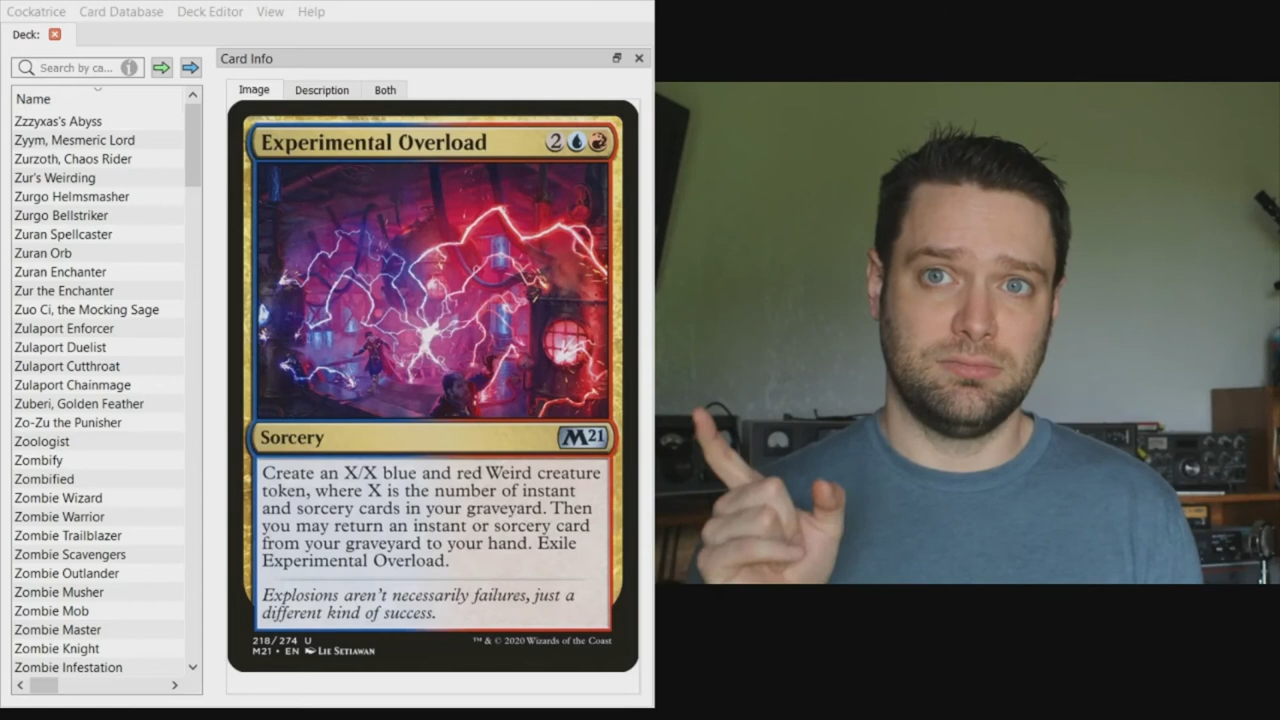 Cockatrice Card Database Deck Editor View Help
Deck:
Search by ca...
Name
Zzzyxas's Abyss
Zyym, Mesmeric Lord
Zurzoth, Chaos Rider
Zur's Weirding
Zurgo Helmsmasher
Zurgo Bellstriker
Zuran Spellcaster
Zuran Orb
Zuran Enchanter
Zur the Enchanter
Zuo Ci, the Mocking Sage
Zulaport Enforcer
Zulaport Duelist
Zulaport Cutthroat
Zulaport Chainmage
Zuberi, Golden Feather
Zo-Zu the Punisher
Zoologist
Zombify
Zombified
Zombie Wizard
Zombie Warrior
Zombie Trailblazer
Zombie Scavengers
Zombie Outlander
Zombie Musher
Zombie Mob
Zombie Master
Zombie Knight
Zombie Infestation
Card Info
Image Description Both
Experimental Overload 2
Sorcery M21
Create an X/X blue and red Weird creature
token, where X is the number of instant
and sorcery cards in your graveyard. Then
you may return an instant or sorcery card
from your graveyard to your hand. Exile
Experimental Overload.
Explosions aren't necessarily failures, just a
different kind of success.
218/274 U ™ & © 2020 Wizards of the Coast
M21 • EN Lie Setiawan